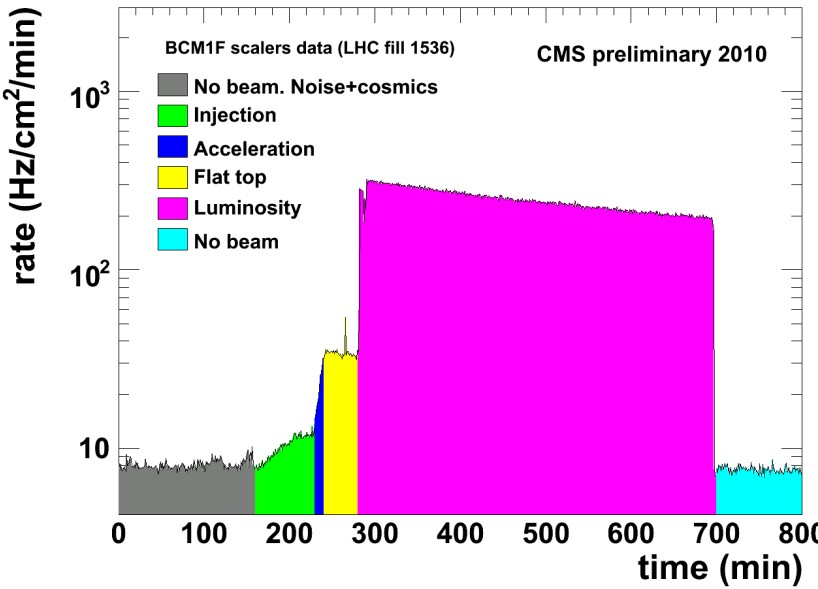 BCM1F scalers data (LHC fill 1536)
CMS preliminary 2010
No beam. Noise+cosmics
Injection
Acceleration
Flat top
Luminosity
No beam
rate (Hz/cm²/min)
10³
10²
10
0 100 200 300 400 500 600 700 800
time (min)